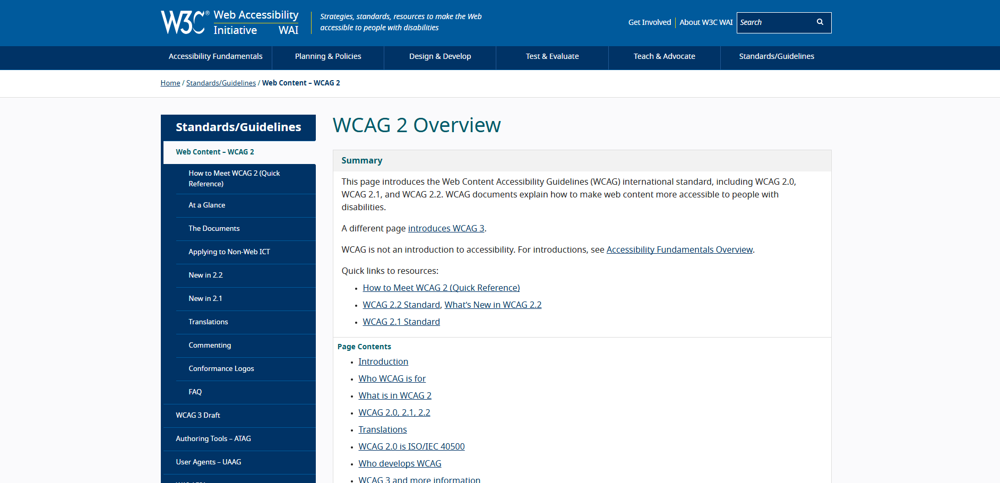 W3C® Web Accessibility
Initiative WAI
Strategies, standards, resources to make the Web
accessible to people with disabilities
Get Involved
About W3C WAI
Search
Accessibility Fundamentals
Planning & Policies
Design & Develop
Test & Evaluate
Teach & Advocate
Standards/Guidelines
Home / Standards/Guidelines / Web Content – WCAG 2
Standards/Guidelines
Web Content – WCAG 2
How to Meet WCAG 2 (Quick
Reference)
At a Glance
The Documents
Applying to Non-Web ICT
New in 2.2
New in 2.1
Translations
Commenting
Conformance Logos
FAQ
WCAG 3 Draft
Authoring Tools – ATAG
User Agents – UAAG
WCAG 2 Overview
Summary
This page introduces the Web Content Accessibility Guidelines (WCAG) international standard, including WCAG 2.0,
WCAG 2.1, and WCAG 2.2. WCAG documents explain how to make web content more accessible to people with
disabilities.
A different page introduces WCAG 3.
WCAG is not an introduction to accessibility. For introductions, see Accessibility Fundamentals Overview.
Quick links to resources:
• How to Meet WCAG 2 (Quick Reference)
• WCAG 2.2 Standard, What's New in WCAG 2.2
• WCAG 2.1 Standard
Page Contents
• Introduction
• Who WCAG is for
• What is in WCAG 2
• WCAG 2.0, 2.1, 2.2
• Translations
• WCAG 2.0 is ISO/IEC 40500
• Who develops WCAG
• WCAG 3 and more information